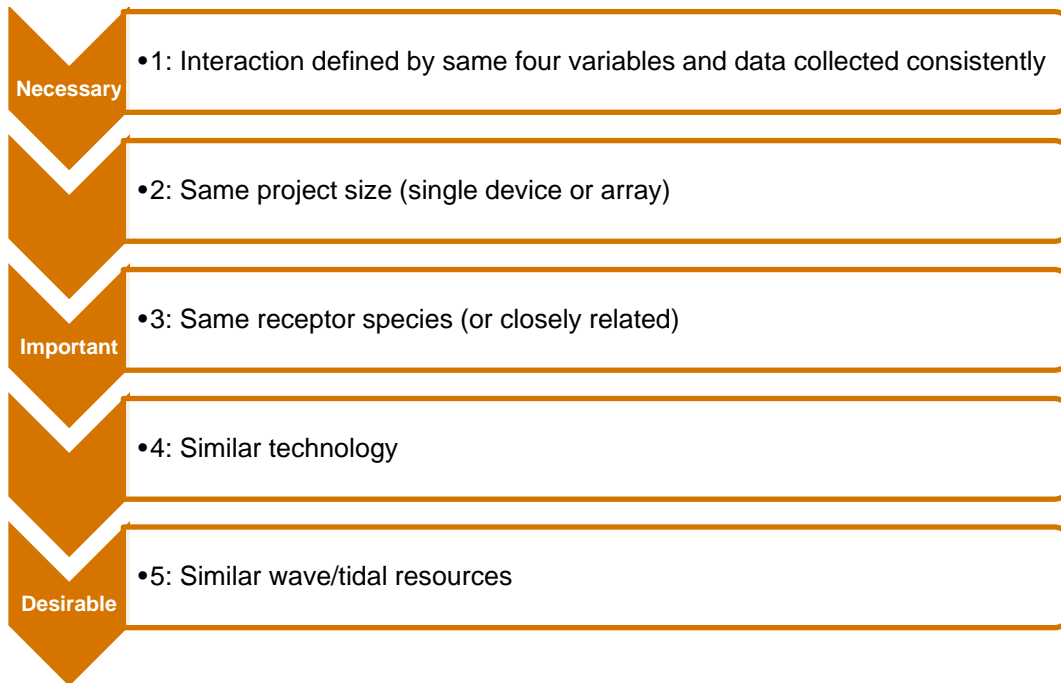 Necessary
•1: Interaction defined by same four variables and data collected consistently
•2: Same project size (single device or array)
Important
•3: Same receptor species (or closely related)
•4: Similar technology
Desirable
•5: Similar wave/tidal resources